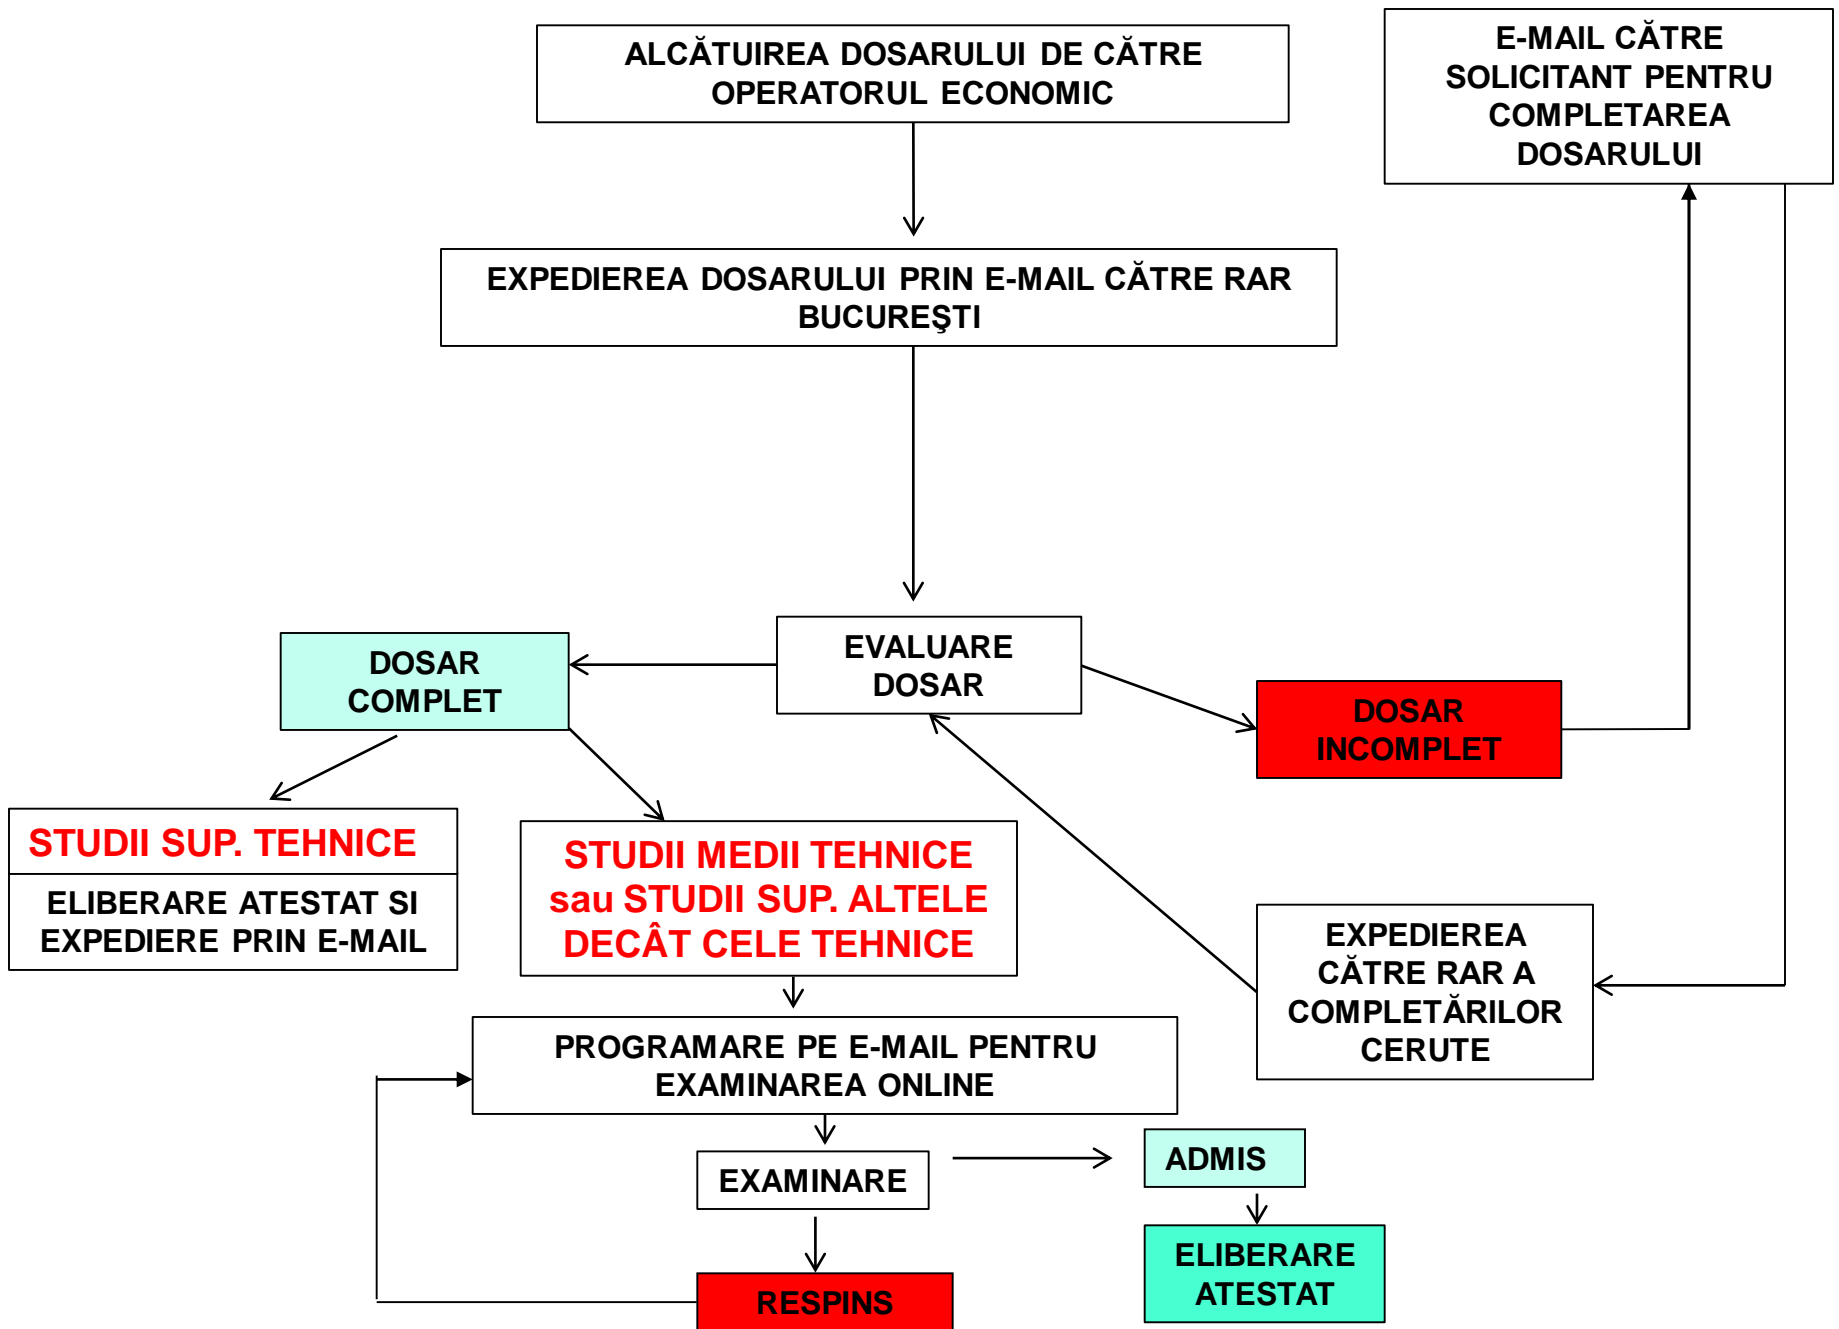 ALCĂTUIREA DOSARULUI DE CĂTRE
OPERATORUL ECONOMIC
E-MAIL CĂTRE
SOLICITANT PENTRU
COMPLETAREA
DOSARULUI
EXPEDIEREA DOSARULUI PRIN E-MAIL CĂTRE RAR
BUCUREŞTI
EVALUARE
DOSAR
DOSAR
COMPLET
DOSAR
INCOMPLET
STUDII SUP. TEHNICE
ELIBERARE ATESTAT SI
EXPEDIERE PRIN E-MAIL
STUDII MEDII TEHNICE
sau STUDII SUP. ALTELE
DECÂT CELE TEHNICE
EXPEDIEREA
CĂTRE RAR A
COMPLETĂRILOR
CERUTE
PROGRAMARE PE E-MAIL PENTRU
EXAMINAREA ONLINE
EXAMINARE
ADMIS
ELIBERARE
ATESTAT
RESPINS